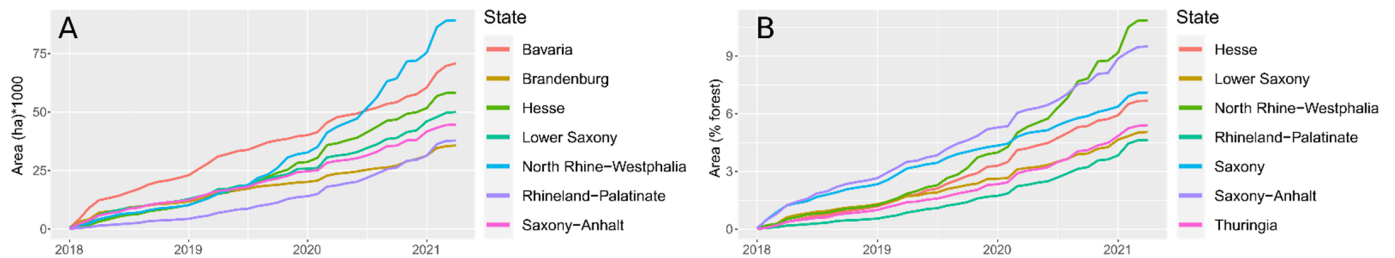 A
Area (ha)*1000
75
50
25
0
2018
2019
2020
2021
State
Bavaria
Brandenburg
Hesse
Lower Saxony
North Rhine−Westphalia
Rhineland−Palatinate
Saxony−Anhalt
B
Area (% forest)
9
6
3
0
2018
2019
2020
2021
State
Hesse
Lower Saxony
North Rhine−Westphalia
Rhineland−Palatinate
Saxony
Saxony−Anhalt
Thuringia